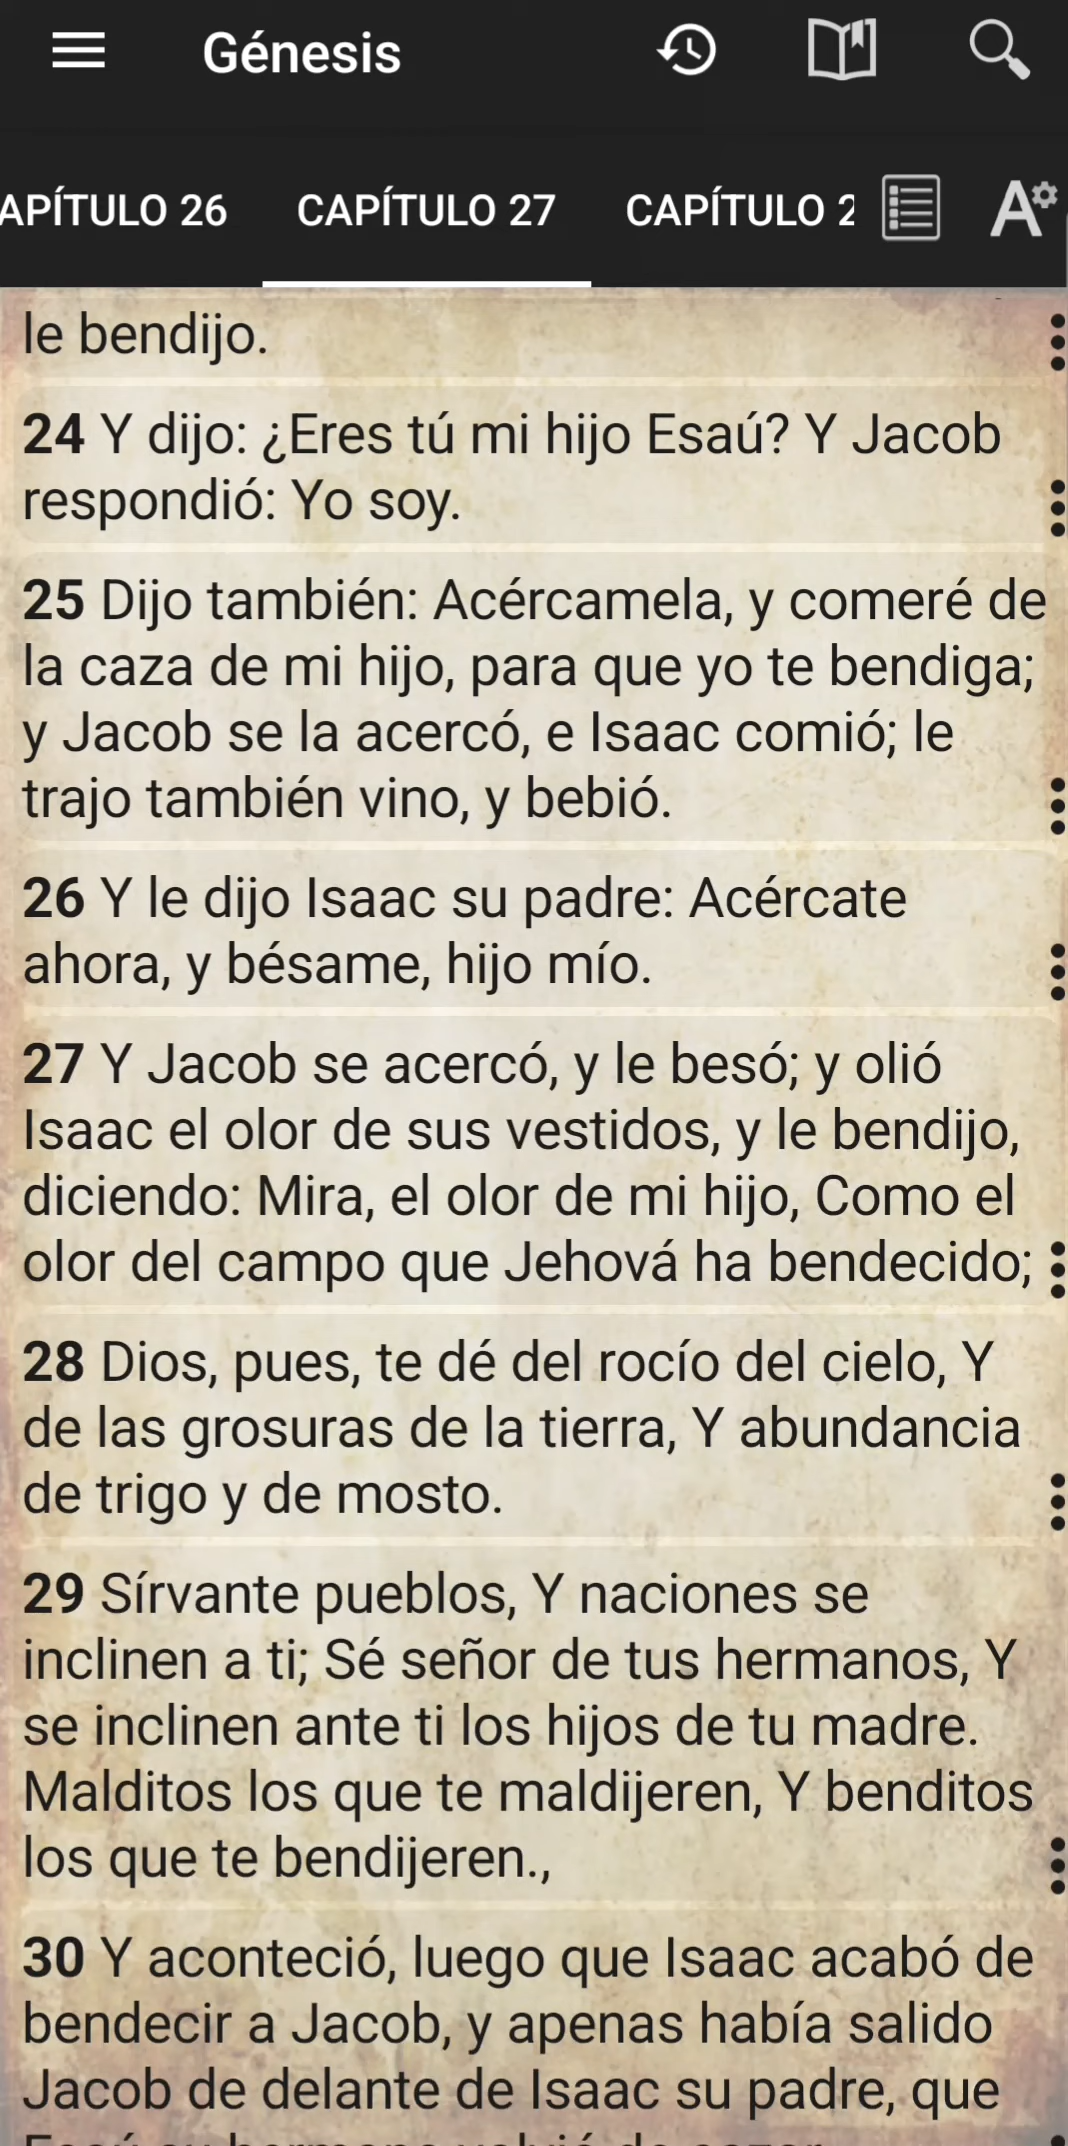 Génesis
APÍTULO 26 CAPÍTULO 27 CAPÍTULO 2
le bendijo.
24 Y dijo: ¿Eres tú mi hijo Esaú? Y Jacob
respondió: Yo soy.
25 Dijo también: Acércamela, y comeré de
la caza de mi hijo, para que yo te bendiga;
y Jacob se la acercó, e Isaac comió; le
trajo también vino, y bebió.
26 Y le dijo Isaac su padre: Acércate
ahora, y bésame, hijo mío.
27 Y Jacob se acercó, y le besó; y olió
Isaac el olor de sus vestidos, y le bendijo,
diciendo: Mira, el olor de mi hijo, Como el
olor del campo que Jehová ha bendecido;
28 Dios, pues, te dé del rocío del cielo, Y
de las grosuras de la tierra, Y abundancia
de trigo y de mosto.
29 Sírvante pueblos, Y naciones se
inclinen a ti; Sé señor de tus hermanos, Y
se inclinen ante ti los hijos de tu madre.
Malditos los que te maldijeren, Y benditos
los que te bendijeren.,
30 Y aconteció, luego que Isaac acabó de
bendecir a Jacob, y apenas había salido
Jacob de delante de Isaac su padre, que